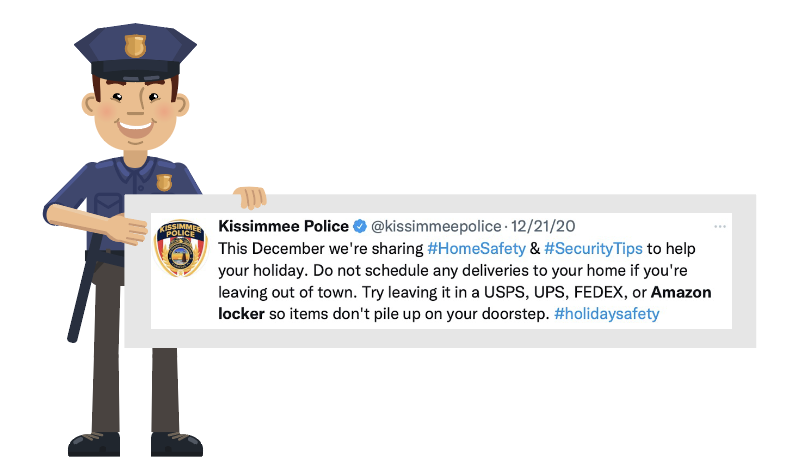 Kissimmee Police @kissimmeepolice · 12/21/20
This December we're sharing #HomeSafety & #SecurityTips to help
your holiday. Do not schedule any deliveries to your home if you're
leaving out of town. Try leaving it in a USPS, UPS, FEDEX, or Amazon
locker so items don't pile up on your doorstep. #holidaysafety
KISSIMMEE
POLICE